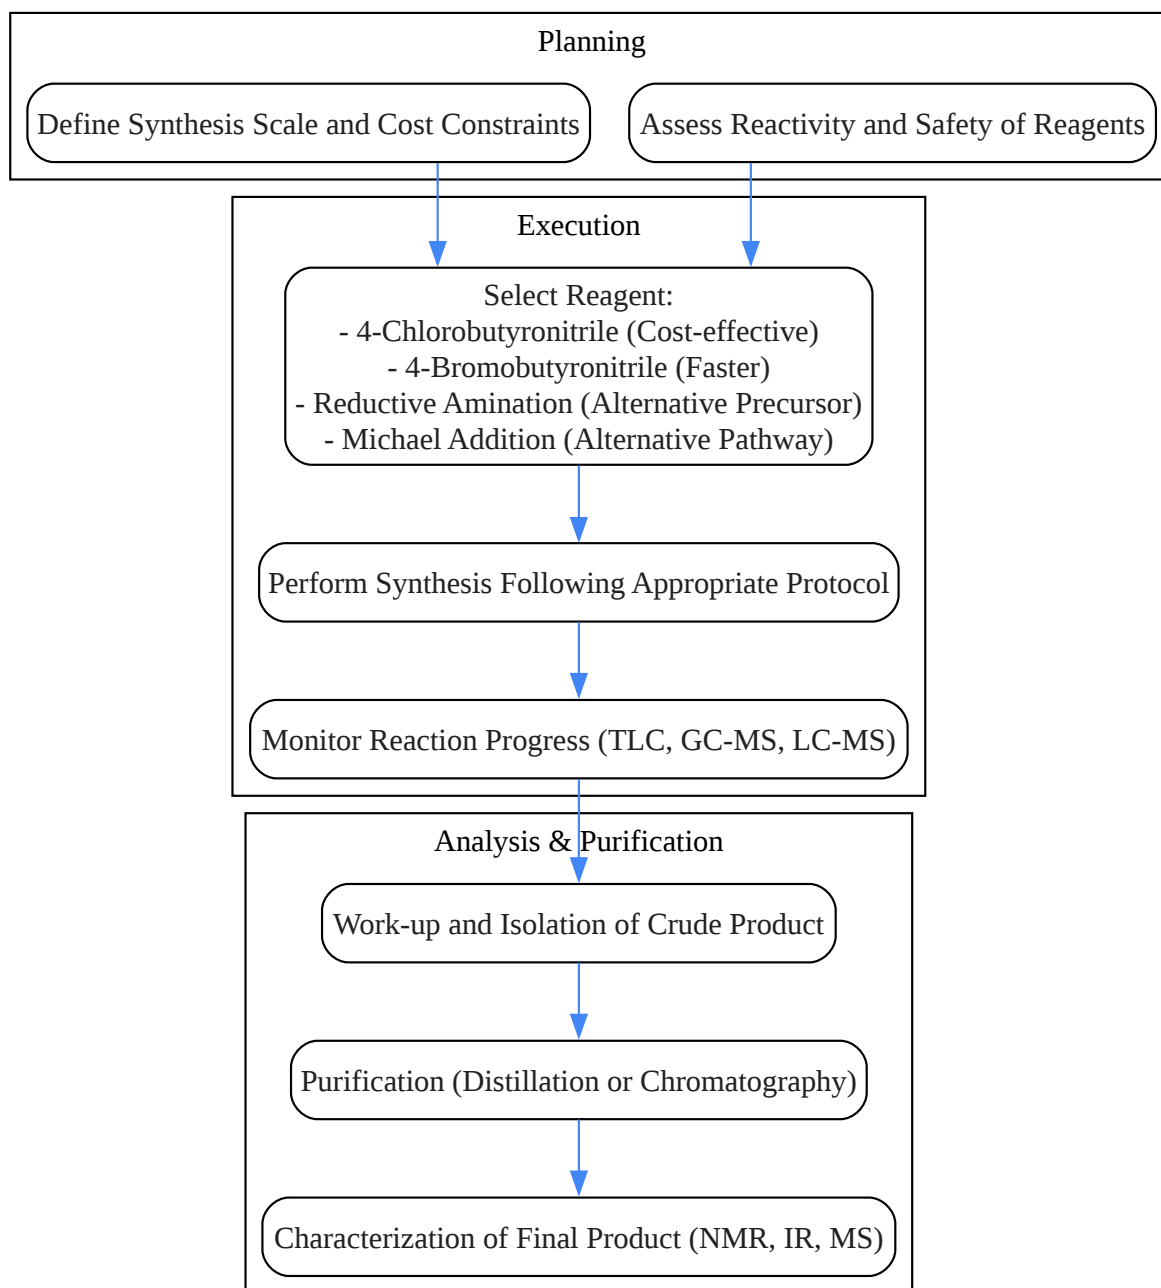 Planning
Define Synthesis Scale and Cost Constraints
Assess Reactivity and Safety of Reagents
Execution
Select Reagent:
- 4-Chlorobutyronitrile (Cost-effective)
- 4-Bromobutyronitrile (Faster)
- Reductive Amination (Alternative Precursor)
- Michael Addition (Alternative Pathway)
Perform Synthesis Following Appropriate Protocol
Monitor Reaction Progress (TLC, GC-MS, LC-MS)
Analysis & Purification
Work-up and Isolation of Crude Product
Purification (Distillation or Chromatography)
Characterization of Final Product (NMR, IR, MS)